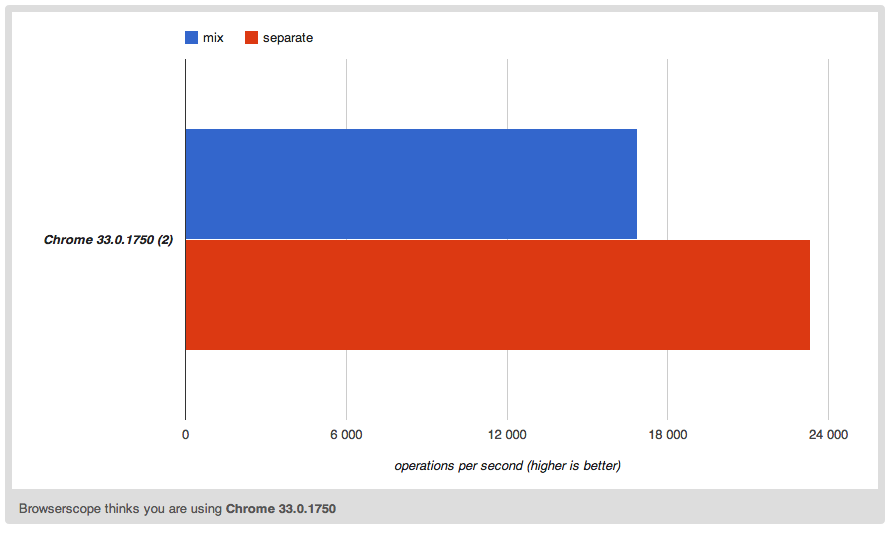 mix separate
Chrome 33.0.1750 (2)
0 6 000 12 000 18 000 24 000
operations per second (higher is better)
Browserscope thinks you are using Chrome 33.0.1750